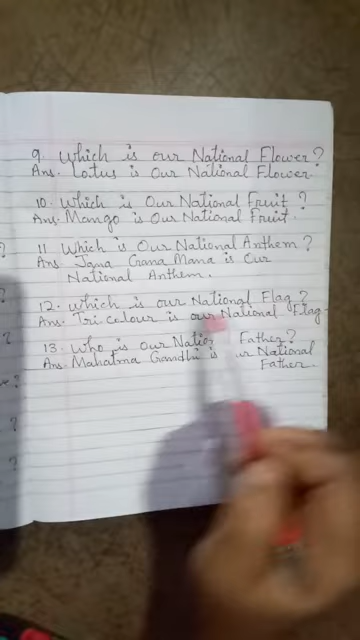 9. Which is our National Flower?
Ans. Lotus is Our National Flower.
10. Which is Our National Fruit ?
Ans. Mango is Our National Fruit.
11. Which is Our National Anthem ?
Ans. Jana Gana Mana is Our
National Anthem.
12. which is our National Flag ?
Ans. Tri colour is our National Flag.
13. Who is Our Father?
Ans. Mahatma Gandhi is National
Father.